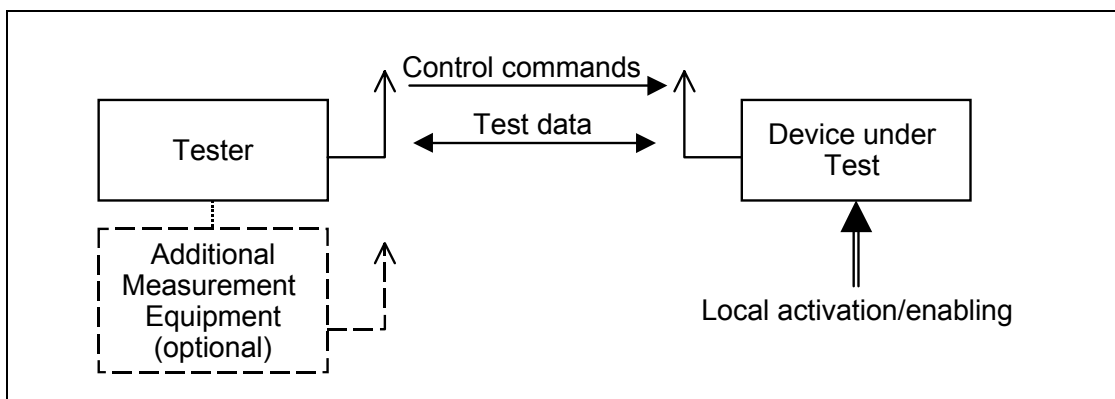 Control commands
Test data
Tester
Device under
Test
Additional
Measurement
Equipment
(optional)
Local activation/enabling